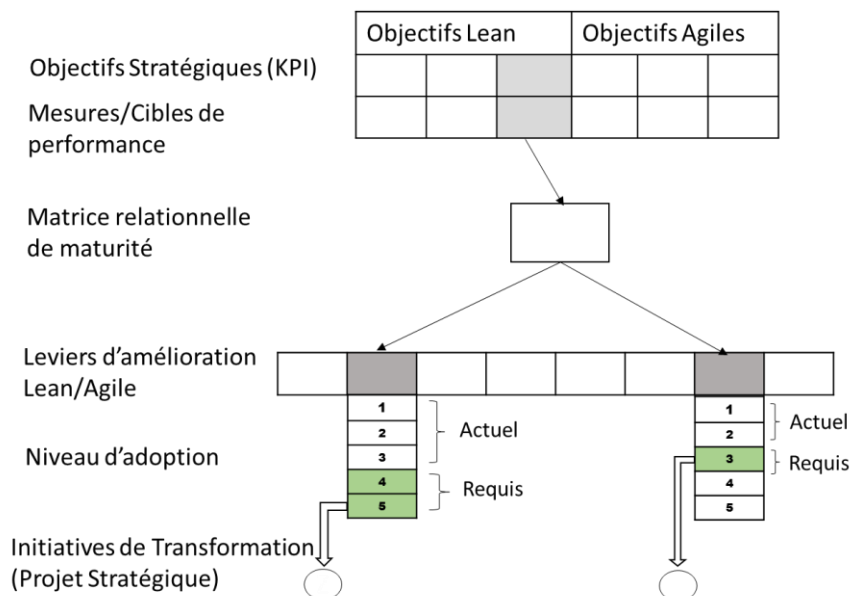 Objectifs Lean
Objectifs Agiles
Objectifs Stratégiques (KPI)
Mesures/Cibles de
performance
Matrice relationnelle
de maturité
Leviers d’amélioration
Lean/Agile
Niveau d’adoption
1
2
3
4
5
Actuel
Requis
1
2
3
4
5
Actuel
Requis
Initiatives de Transformation
(Projet Stratégique)